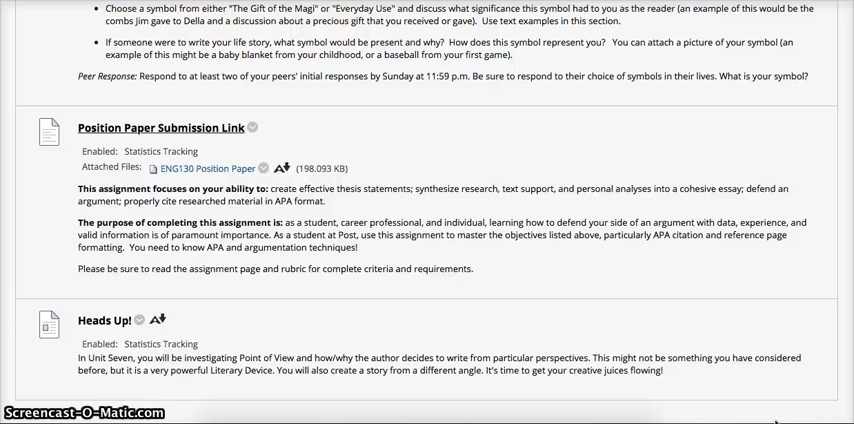 • Choose a symbol from either "The Gift of the Magi" or "Everyday Use" and discuss what significance this symbol had to you as the reader (an example of this would be the
combs Jim gave to Della and a discussion about a precious gift that you received or gave). Use text examples in this section.
• If someone were to write your life story, what symbol would be present and why? How does this symbol represent you? You can attach a picture of your symbol (an
example of this might be a baby blanket from your childhood, or a baseball from your first game).
Peer Response: Respond to at least two of your peers' initial responses by Sunday at 11:59 p.m. Be sure to respond to their choice of symbols in their lives. What is your symbol?
Position Paper Submission Link
Enabled: Statistics Tracking
Attached Files: ENG130 Position Paper A (198.093 KB)
This assignment focuses on your ability to: create effective thesis statements; synthesize research, text support, and personal analyses into a cohesive essay; defend an
argument; properly cite researched material in APA format.
The purpose of completing this assignment is: as a student, career professional, and individual, learning how to defend your side of an argument with data, experience, and
valid information is of paramount importance. As a student at Post, use this assignment to master the objectives listed above, particularly APA citation and reference page
formatting. You need to know APA and argumentation techniques!
Please be sure to read the assignment page and rubric for complete criteria and requirements.
Heads Up! A
Enabled: Statistics Tracking
In Unit Seven, you will be investigating Point of View and how/why the author decides to write from particular perspectives. This might not be something you have considered
before, but it is a very powerful Literary Device. You will also create a story from a different angle. It's time to get your creative juices flowing!
Screencast-O-Matic.com